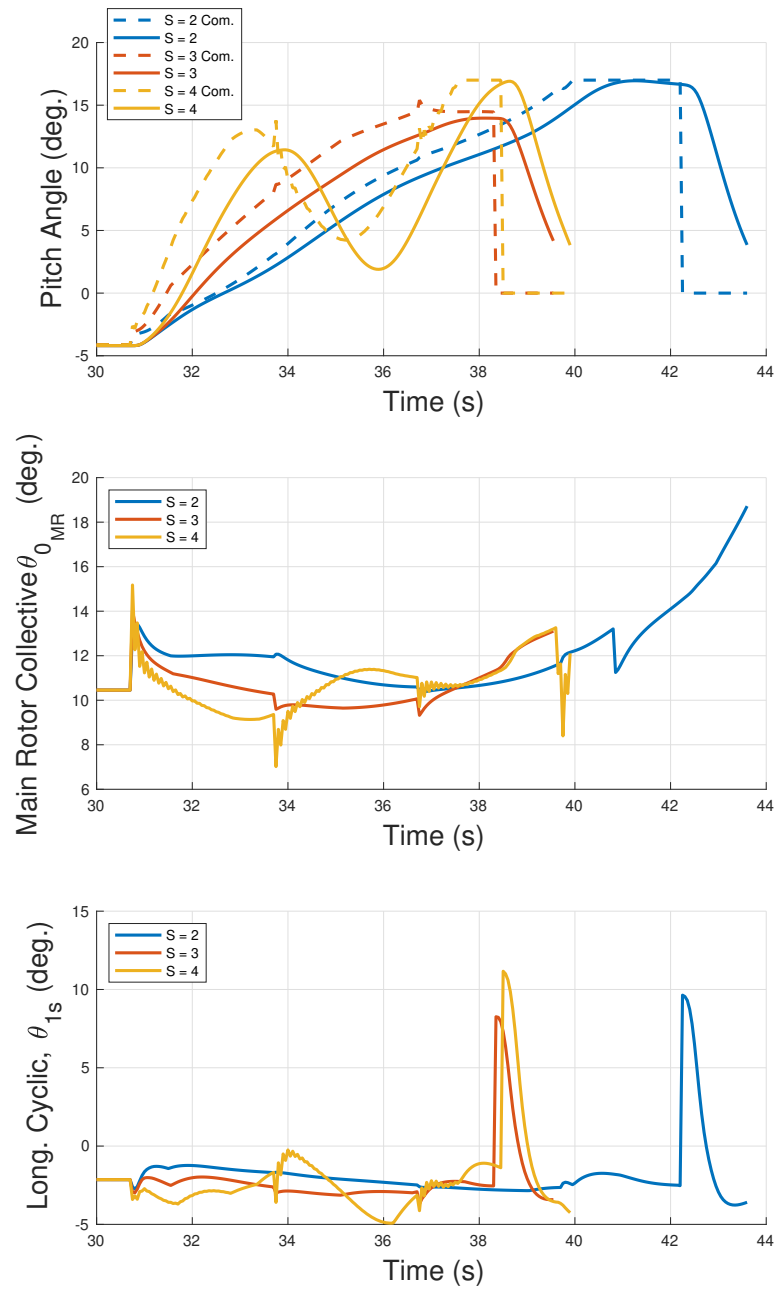 S = 2 Com.
S = 2
S = 3 Com.
S = 3
S = 4 Com.
S = 4
Pitch Angle (deg.)
20
15
10
5
0
-5
30 32 34 36 38 40 42 44
Time (s)
Main Rotor Collective θ0MR (deg.)
S = 2
S = 3
S = 4
20
18
16
14
12
10
8
6
30 32 34 36 38 40 42 44
Time (s)
Long. Cyclic, θ1s (deg.)
S = 2
S = 3
S = 4
15
10
5
0
-5
30 32 34 36 38 40 42 44
Time (s)